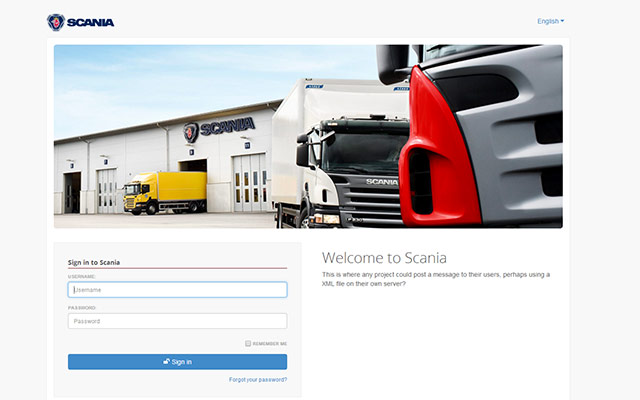 SCANIA
English
SCANIA
SCANIA
Sign in to Scania
USERNAME:
Username
PASSWORD:
Password
REMEMBER ME
Sign in
Forgot your password?
Welcome to Scania
This is where any project could post a message to their users, perhaps using a
XML file on their own server?